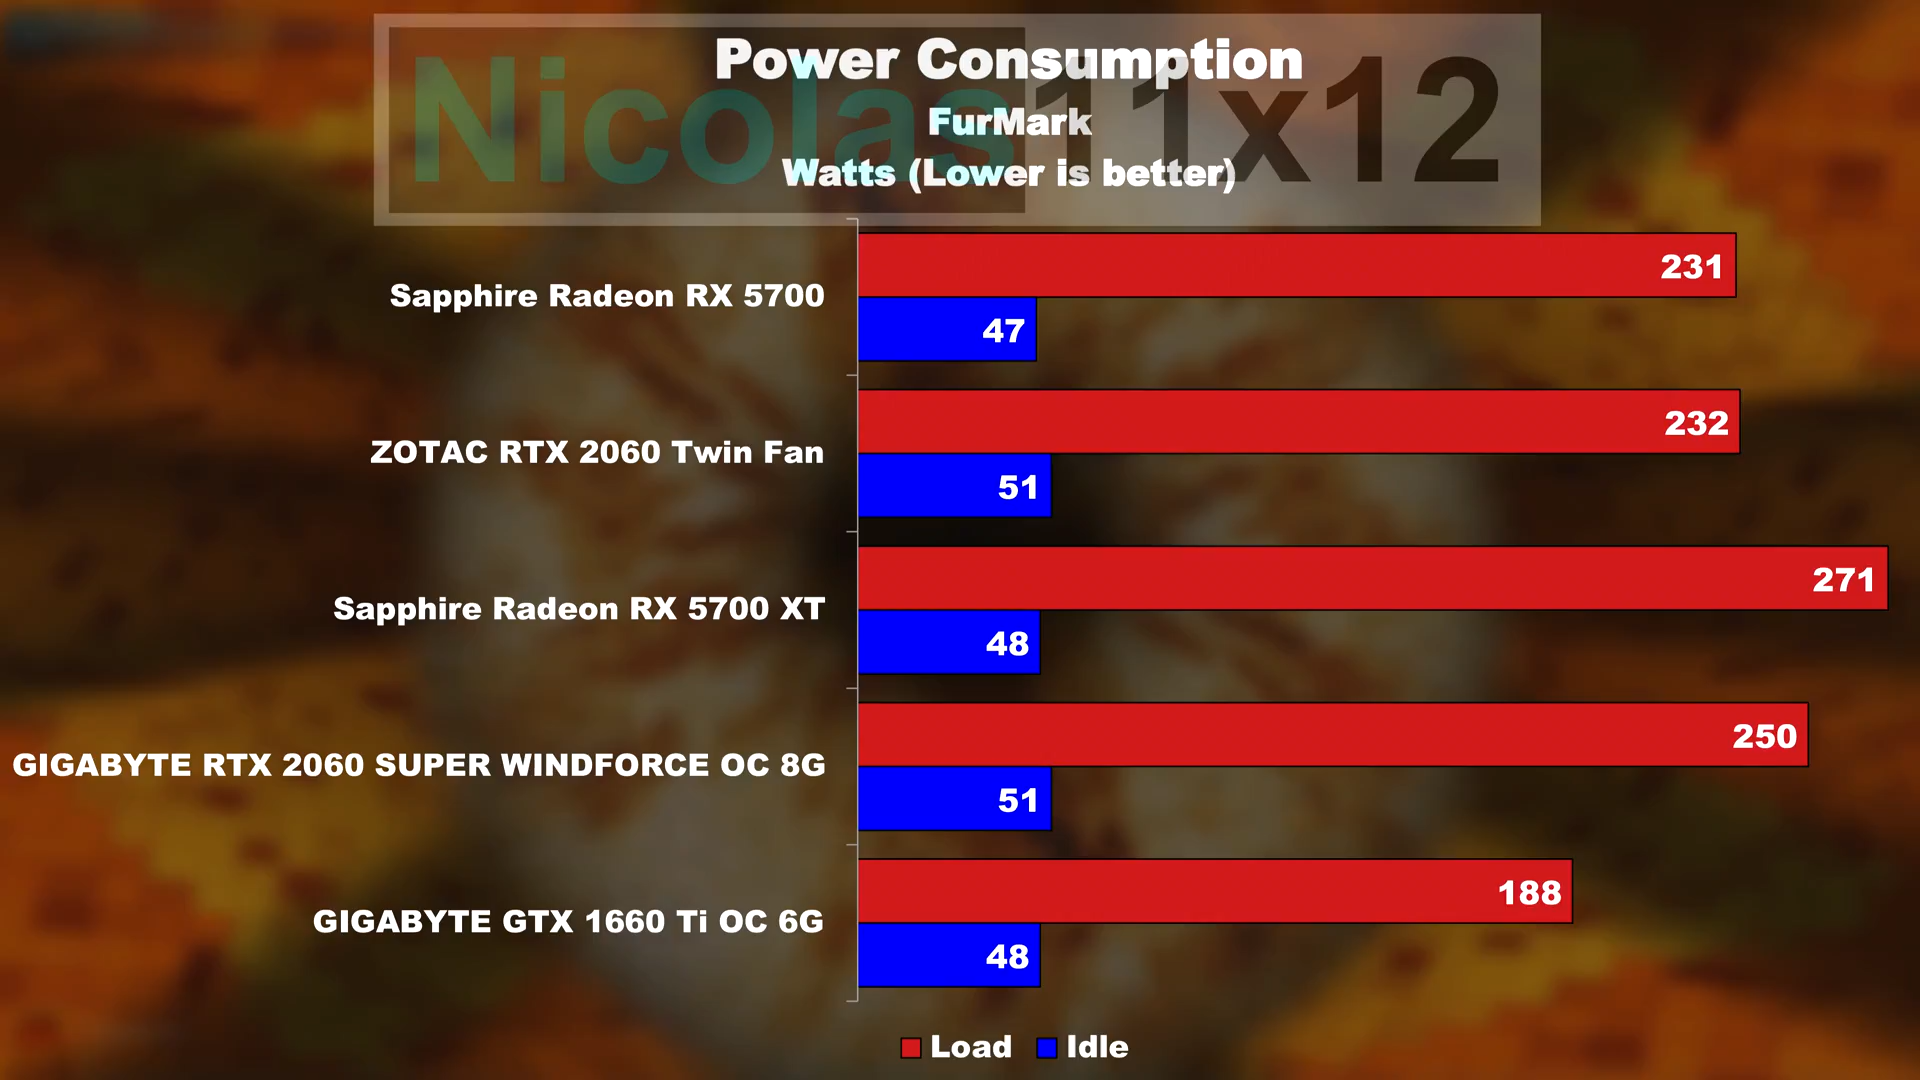 Power Consumption
Nicolas11x12
FurMark
Watts (Lower is better)
Sapphire Radeon RX 5700
231
47
ZOTAC RTX 2060 Twin Fan
232
51
Sapphire Radeon RX 5700 XT
271
48
GIGABYTE RTX 2060 SUPER WINDFORCE OC 8G
250
51
GIGABYTE GTX 1660 Ti OC 6G
188
48
Load Idle